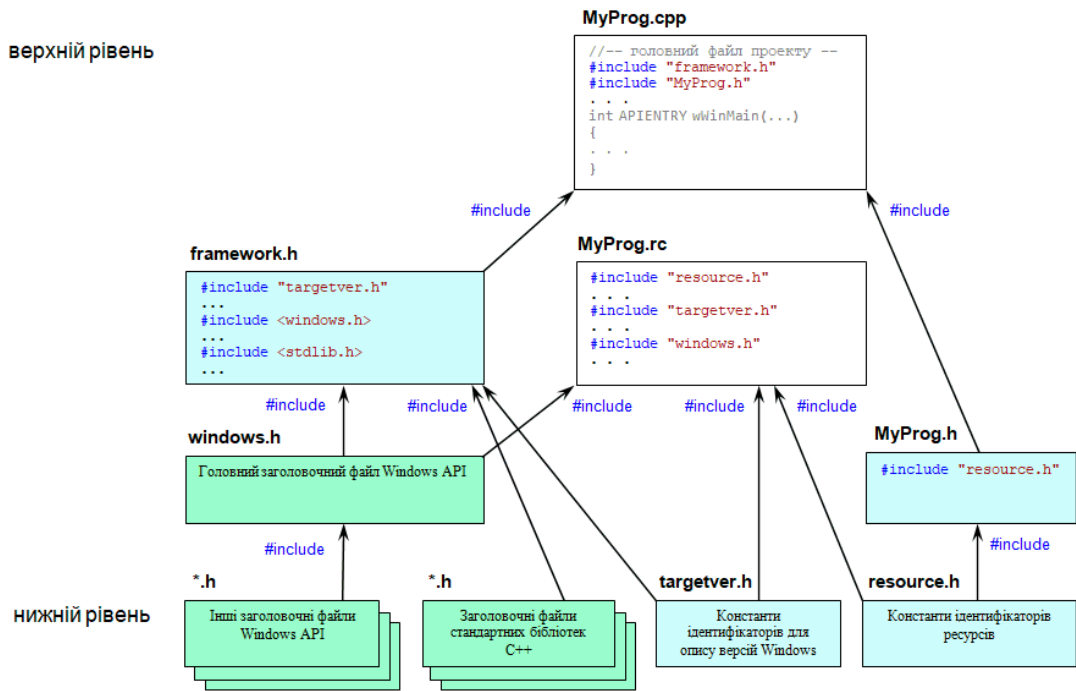 MyProg.cpp
верхній рівень
//-- головний файл проекту --
#include "framework.h"
#include "MyProg.h"
. . .
int APIENTRY wWinMain(...)
{
. . .
}
#include
#include
framework.h
#include "targetver.h"
...
#include <windows.h>
...
#include <stdlib.h>
...
MyProg.rc
#include "resource.h"
. . .
#include "targetver.h"
. . .
#include "windows.h"
. . .
#include
#include
#include
#include
#include
windows.h
Головний заголовочний файл Windows API
MyProg.h
#include "resource.h"
#include
#include
нижній рівень
*.h
Інші заголовочні файли
Windows API
*.h
Заголовочні файли
стандартних бібліотек
C++
targetver.h
Константи
ідентифікаторів для
опису версій Windows
resource.h
Константи ідентифікаторів
ресурсів